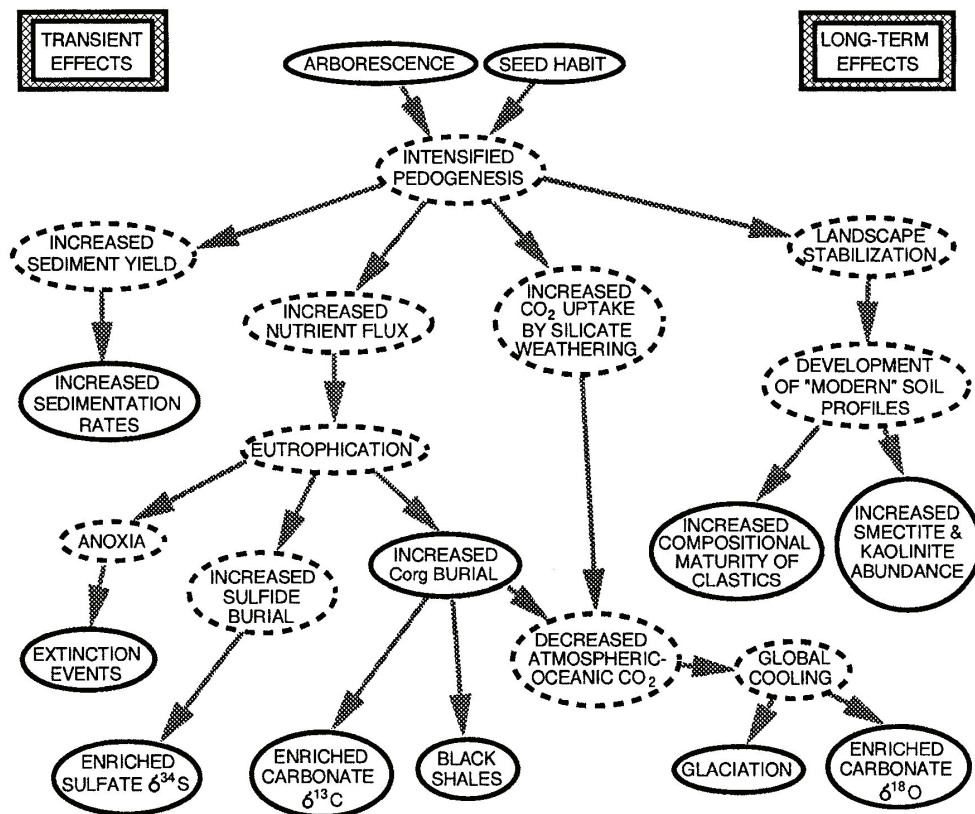 TRANSIENT
EFFECTS
ARBORESCENCE
SEED HABIT
LONG-TERM
EFFECTS
INTENSIFIED
PEDOGENESIS
INCREASED
SEDIMENT YIELD
LANDSCAPE
STABILIZATION
INCREASED
NUTRIENT FLUX
INCREASED
CO₂ UPTAKE
BY SILICATE
WEATHERING
INCREASED
SEDIMENTATION
RATES
DEVELOPMENT
OF "MODERN" SOIL
PROFILES
EUTROPHICATION
ANOXIA
INCREASED
SULFIDE
BURIAL
INCREASED
Corg BURIAL
INCREASED
COMPOSITIONAL
MATURITY OF
CLASTICS
INCREASED
SMECTITE &
KAOLINITE
ABUNDANCE
EXTINCTION
EVENTS
DECREASED
ATMOSPHERIC-
OCEANIC CO₂
GLOBAL
COOLING
ENRICHED
SULFATE δ³⁴S
ENRICHED
CARBONATE
δ¹³C
BLACK
SHALES
GLACIATION
ENRICHED
CARBONATE
δ¹⁸O